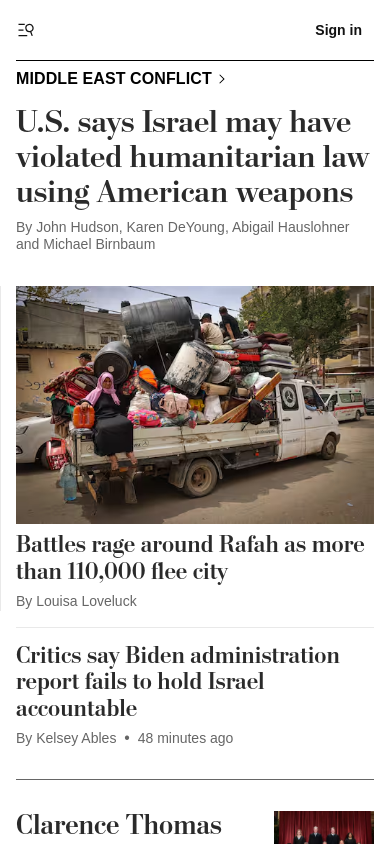 Sign in
MIDDLE EAST CONFLICT
U.S. says Israel may have
violated humanitarian law
using American weapons
By John Hudson, Karen DeYoung, Abigail Hauslohner
and Michael Birnbaum
Battles rage around Rafah as more
than 110,000 flee city
By Louisa Loveluck
Critics say Biden administration
report fails to hold Israel
accountable
By Kelsey Ables • 48 minutes ago
Clarence Thomas